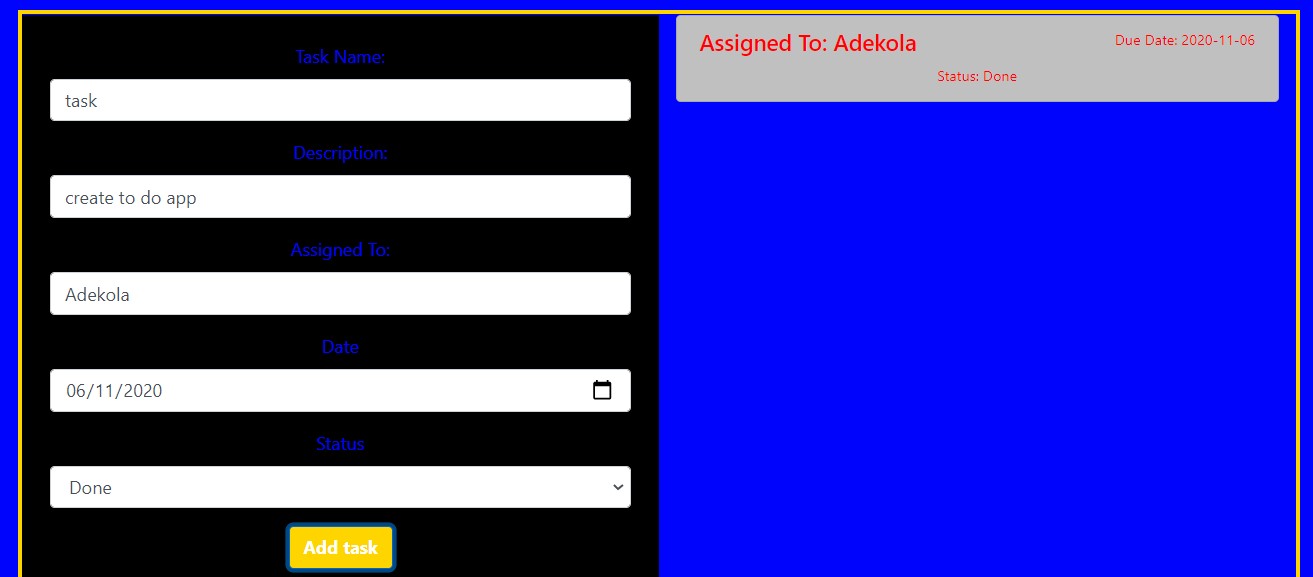 Task Name:
task
Description:
create to do app
Assigned To:
Adekola
Date
06/11/2020
Status
Done
Add task
Assigned To: Adekola
Due Date: 2020-11-06
Status: Done